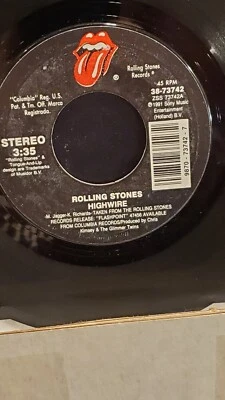 "Columbia" Reg. U.S.
Pat. & Tm. Off. Marca
Registrada.
Rolling Stones
Records ®
45 RPM
38-73742
ZSS 73742A
℗ 1991 Sony Music
Entertainment
(Holland) B.V.
STEREO
3:35
"Rolling Stones" &
Tongue-And-Lip
design are trademarks
of Musidor B.V.
9870-73742-7
ROLLING STONES
HIGHWIRE
M. Jagger-K. Richards-TAKEN FROM THE ROLLING STONES
RECORDS RELEASE: "FLASHPOINT" 47456 AVAILABLE
FROM COLUMBIA RECORDS/Produced by Chris
Kimsey & The Glimmer Twins